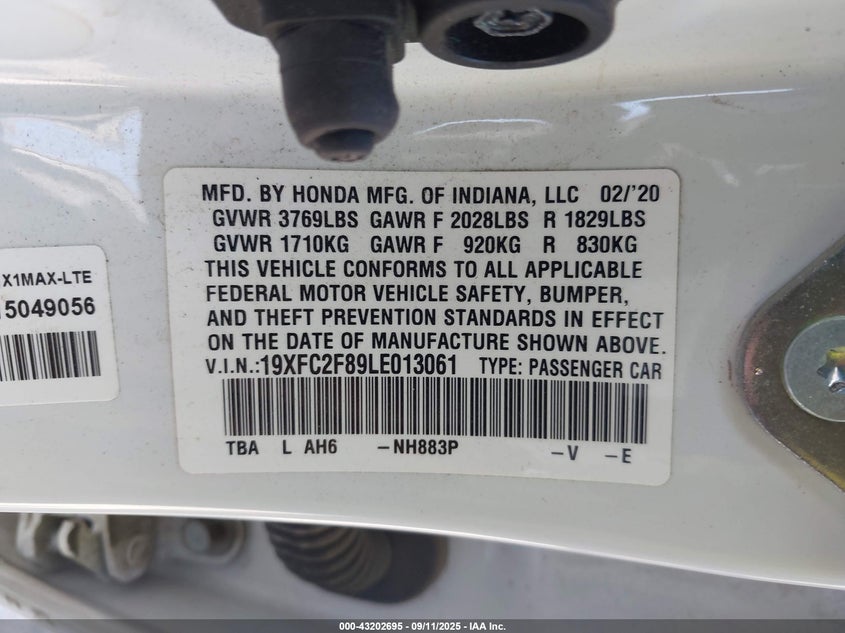 MFD. BY HONDA MFG. OF INDIANA, LLC 02/'20
GVWR 3769LBS GAWR F 2028LBS R 1829LBS
GVWR 1710KG GAWR F 920KG R 830KG
THIS VEHICLE CONFORMS TO ALL APPLICABLE
FEDERAL MOTOR VEHICLE SAFETY, BUMPER,
AND THEFT PREVENTION STANDARDS IN EFFECT
ON THE DATE OF MANUFACTURE SHOWN ABOVE.
V.I.N.:19XFC2F89LE013061 TYPE: PASSENGER CAR
TBA L AH6 -NH883P -V -E
X1MAX-LTE
15049056
000-43202695 - 09/11/2025 - IAA Inc.